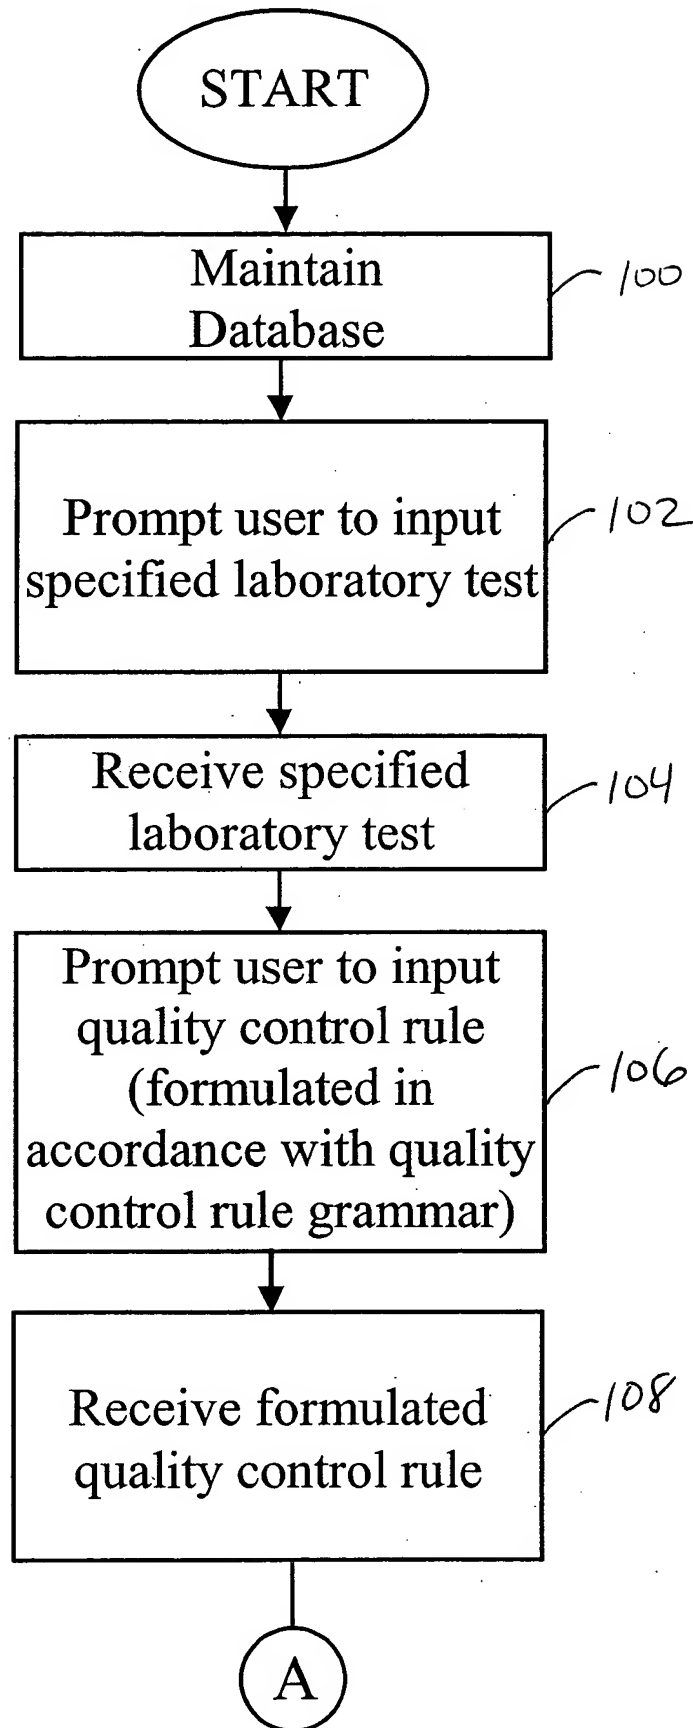 START
Maintain
Database
100
Prompt user to input
specified laboratory test
102
Receive specified
laboratory test
104
Prompt user to input
quality control rule
(formulated in
accordance with quality
control rule grammar)
106
Receive formulated
quality control rule
108
A